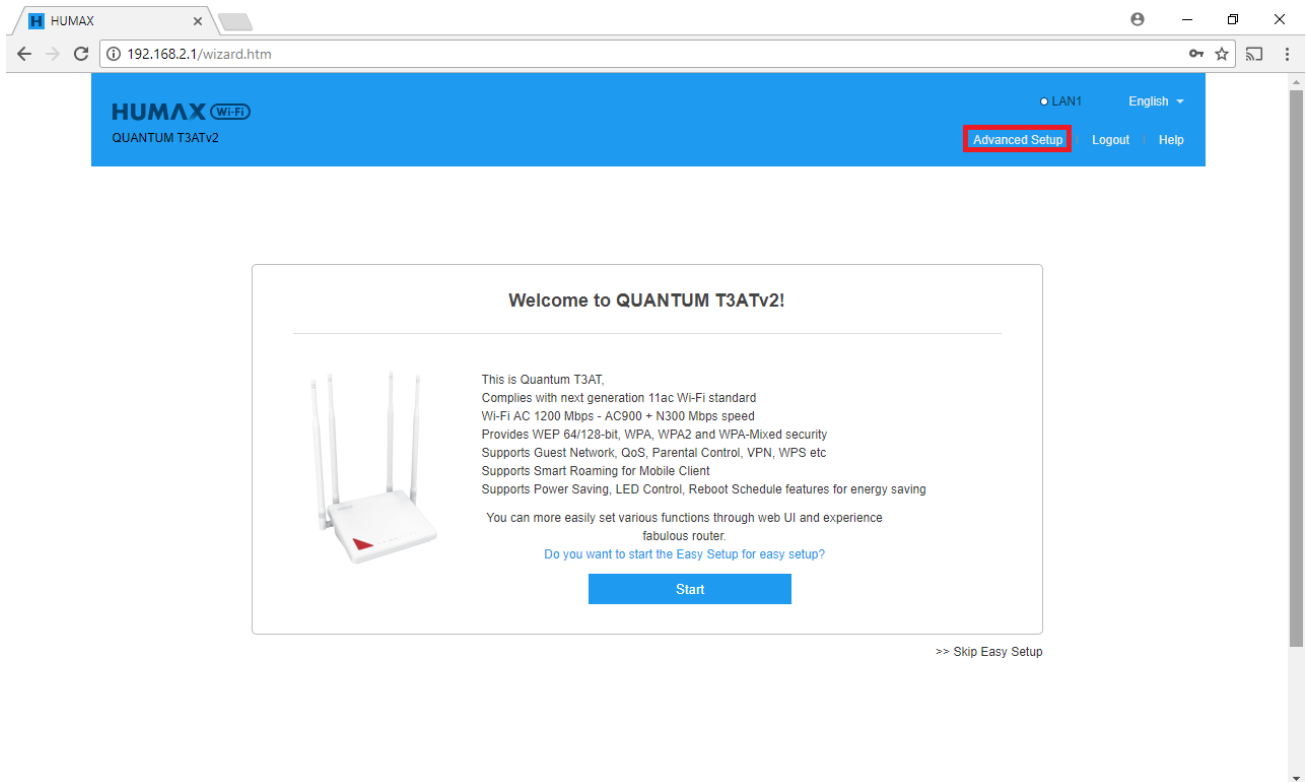 HUMAX
192.168.2.1/wizard.htm
HUMAX Wi-Fi
LAN1 English
QUANTUM T3ATv2
Advanced Setup Logout Help
Welcome to QUANTUM T3ATv2!
This is Quantum T3AT,
Complies with next generation 11ac Wi-Fi standard
Wi-Fi AC 1200 Mbps - AC900 + N300 Mbps speed
Provides WEP 64/128-bit, WPA, WPA2 and WPA-Mixed security
Supports Guest Network, QoS, Parental Control, VPN, WPS etc
Supports Smart Roaming for Mobile Client
Supports Power Saving, LED Control, Reboot Schedule features for energy saving
You can more easily set various functions through web UI and experience
fabulous router.
Do you want to start the Easy Setup for easy setup?
Start
>> Skip Easy Setup